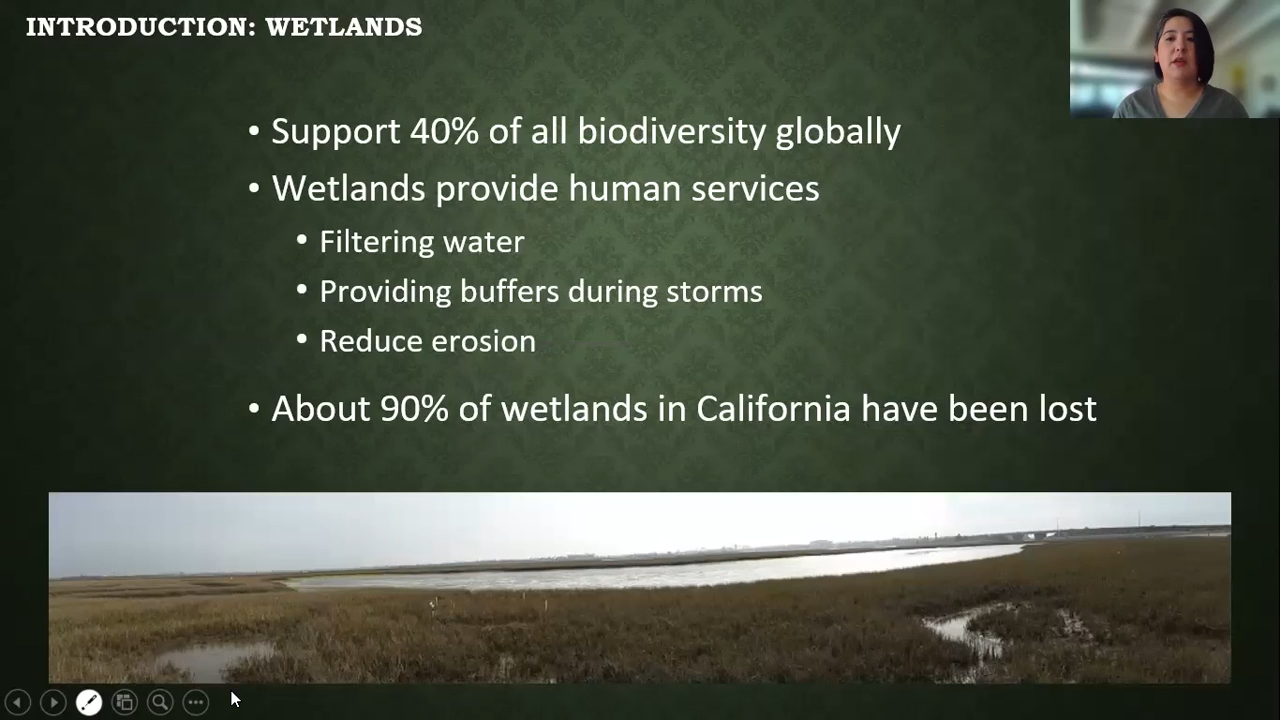 INTRODUCTION: WETLANDS
• Support 40% of all biodiversity globally
• Wetlands provide human services
• Filtering water
• Providing buffers during storms
• Reduce erosion
• About 90% of wetlands in California have been lost